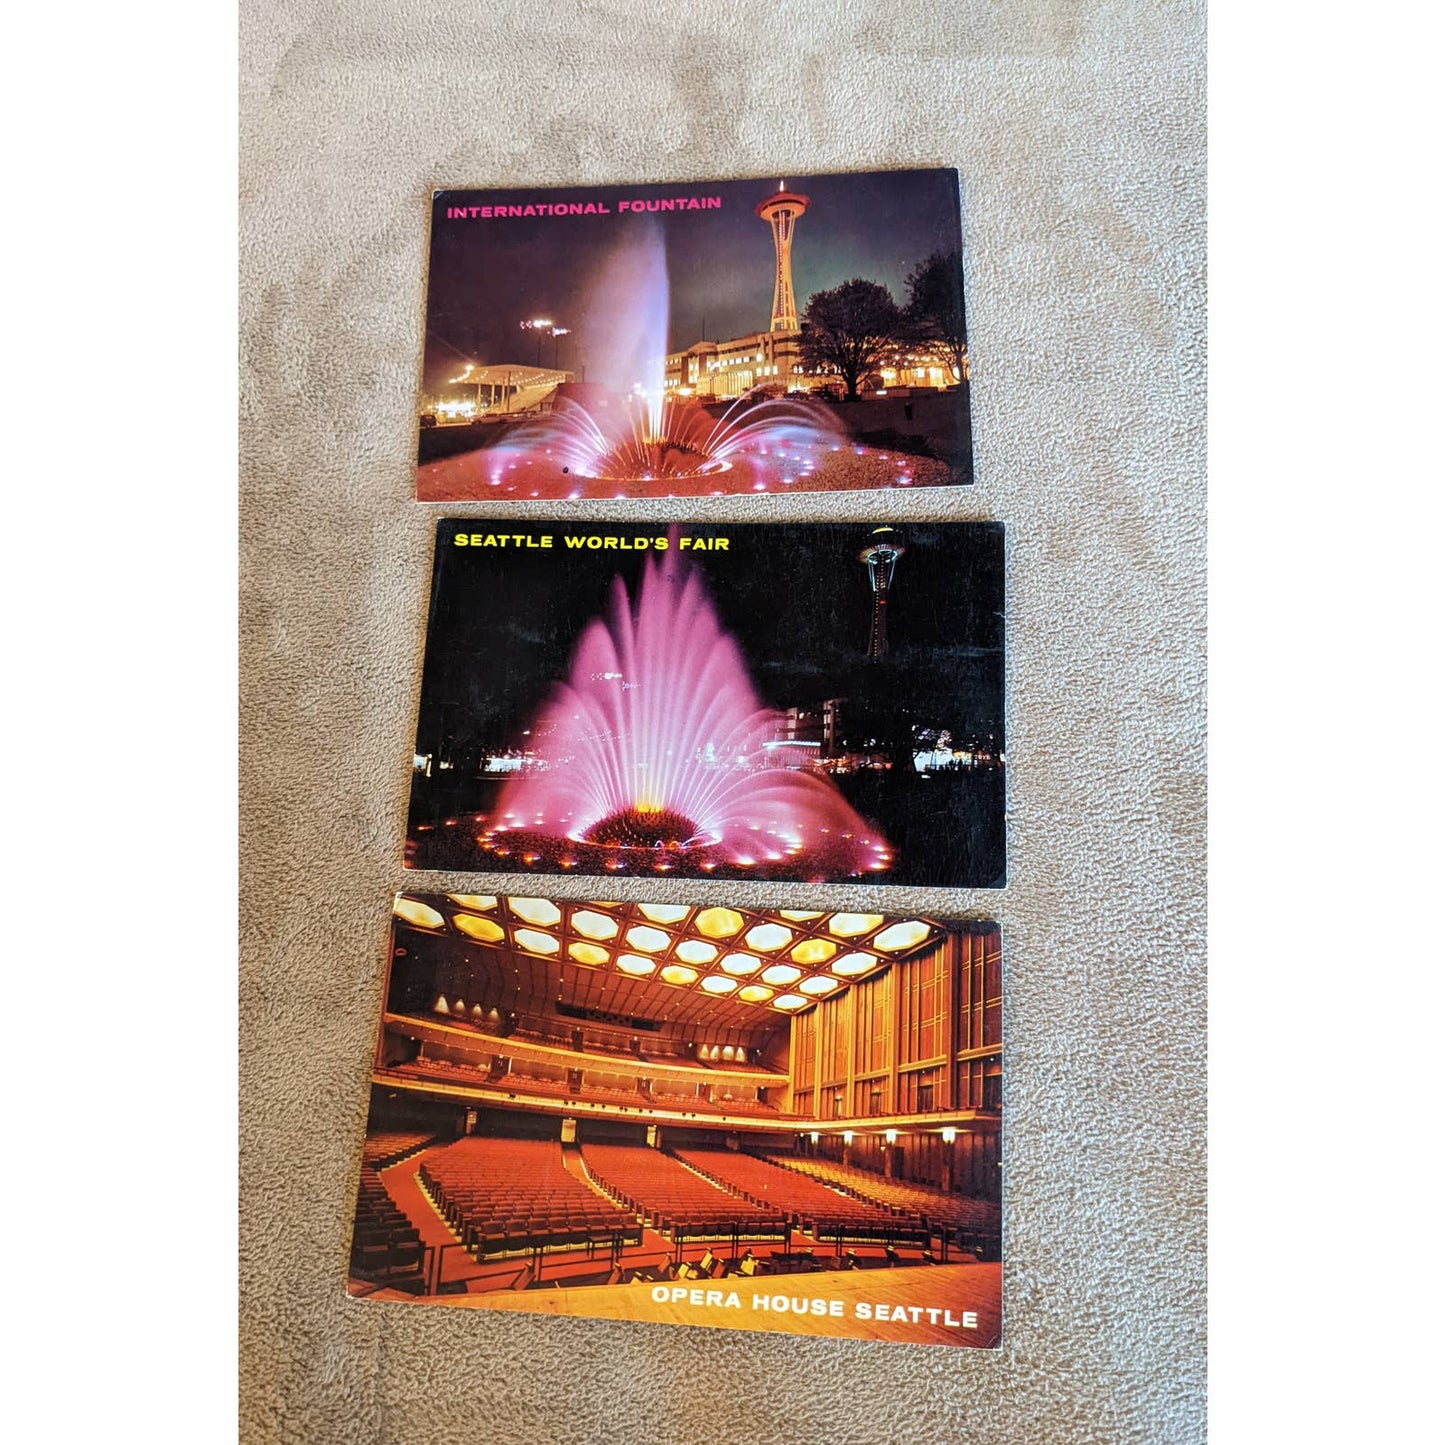 INTERNATIONAL FOUNTAIN
SEATTLE WORLD'S FAIR
OPERA HOUSE SEATTLE